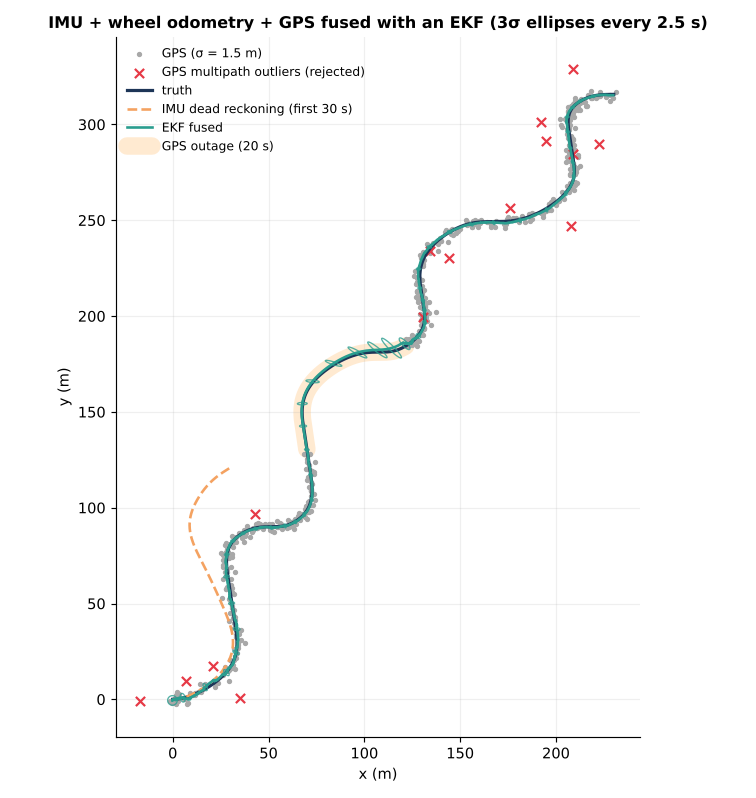 IMU + wheel odometry + GPS fused with an EKF (3σ ellipses every 2.5 s)
GPS (σ = 1.5 m)
GPS multipath outliers (rejected)
truth
IMU dead reckoning (first 30 s)
EKF fused
GPS outage (20 s)
300
250
200
150
100
50
0
y (m)
0 50 100 150 200
x (m)